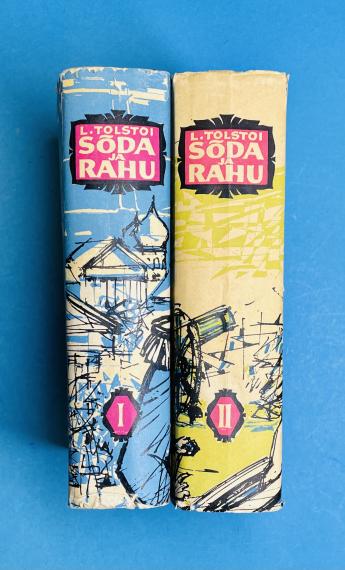 L. TOLSTOI
SÕDA
JA
RAHU
I
L. TOLSTOI
SÕDA
JA
RAHU
II